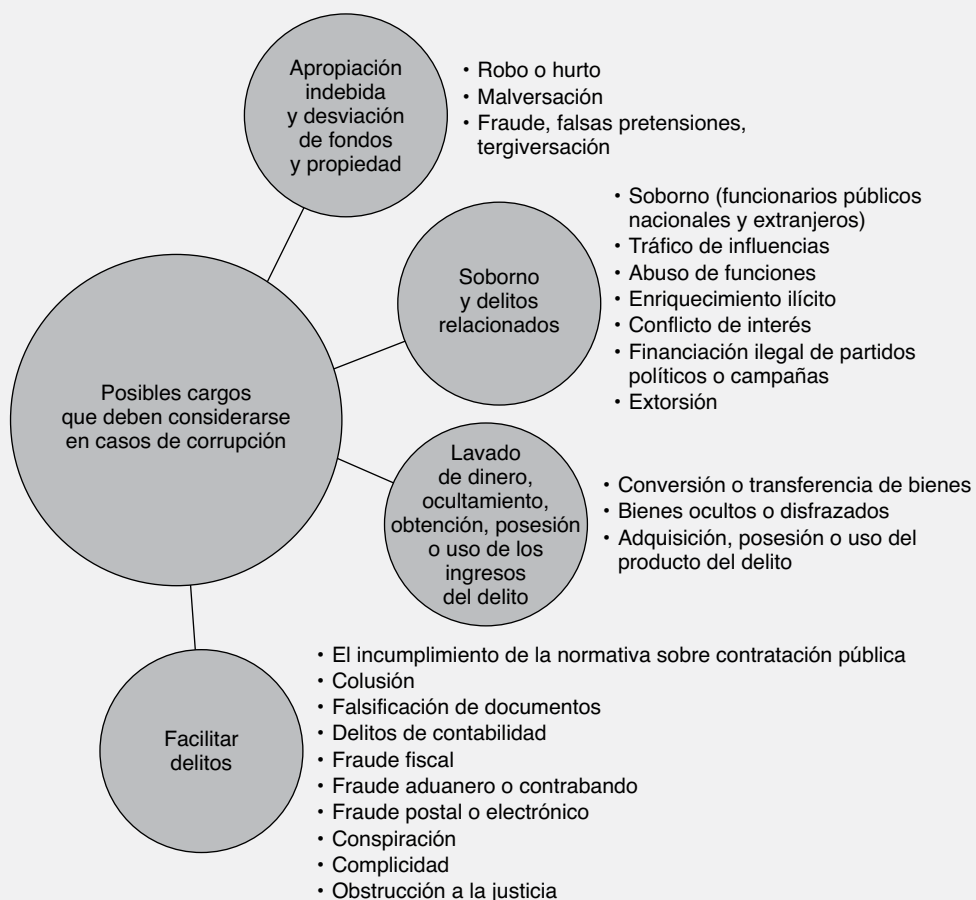 Apropiación
indebida
y desviación
de fondos
y propiedad
• Robo o hurto
• Malversación
• Fraude, falsas pretensiones,
tergiversación
Soborno
y delitos
relacionados
• Soborno (funcionarios públicos
nacionales y extranjeros)
• Tráfico de influencias
• Abuso de funciones
• Enriquecimiento ilícito
• Conflicto de interés
• Financiación ilegal de partidos
políticos o campañas
• Extorsión
Posibles cargos
que deben considerarse
en casos de corrupción
Lavado
de dinero,
ocultamiento,
obtención, posesión
o uso de los
ingresos
del delito
• Conversión o transferencia de bienes
• Bienes ocultos o disfrazados
• Adquisición, posesión o uso del
producto del delito
Facilitar
delitos
• El incumplimiento de la normativa sobre contratación pública
• Colusión
• Falsificación de documentos
• Delitos de contabilidad
• Fraude fiscal
• Fraude aduanero o contrabando
• Fraude postal o electrónico
• Conspiración
• Complicidad
• Obstrucción a la justicia